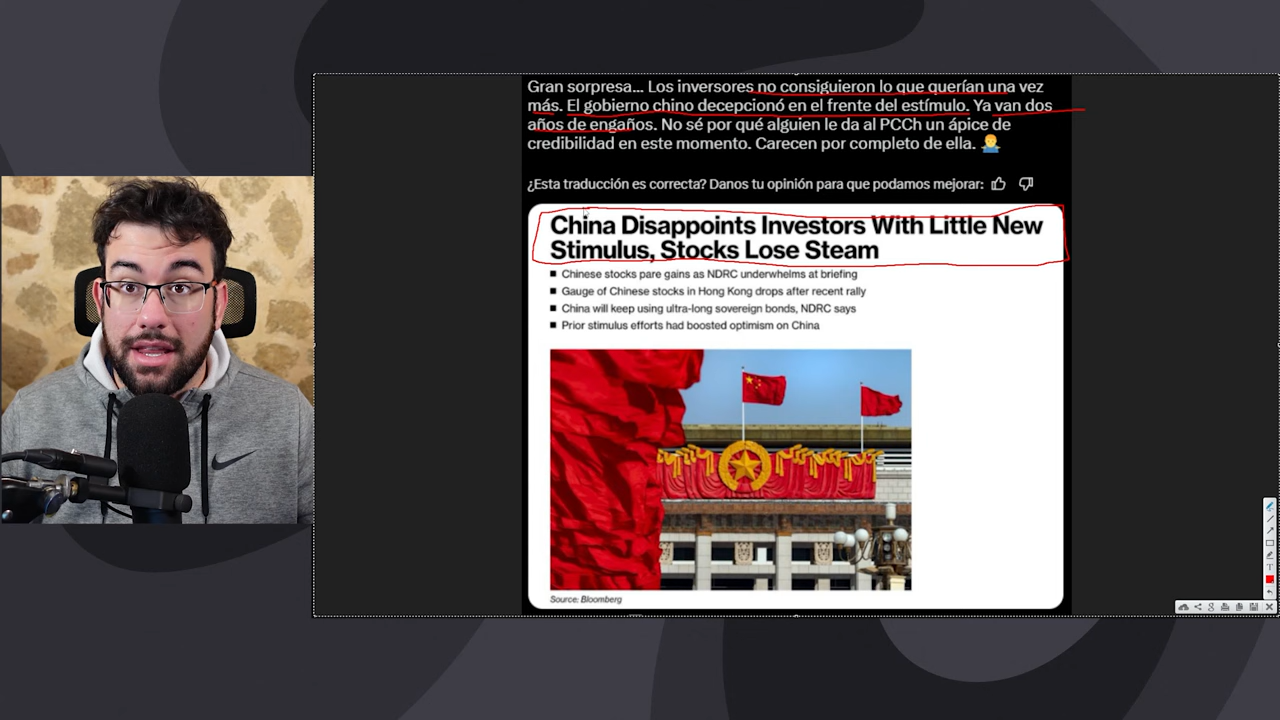 Gran sorpresa... Los inversores no consiguieron lo que querían una vez
más. El gobierno chino decepcionó en el frente del estímulo. Ya van dos
años de engaños. No sé por qué alguien le da al PCCh un ápice de
credibilidad en este momento. Carecen por completo de ella. 🤷‍♂️
¿Esta traducción es correcta? Danos tu opinión para que podamos mejorar:
China Disappoints Investors With Little New
Stimulus, Stocks Lose Steam
■ Chinese stocks pare gains as NDRC underwhelms at briefing
■ Gauge of Chinese stocks in Hong Kong drops after recent rally
■ China will keep using ultra-long sovereign bonds, NDRC says
■ Prior stimulus efforts had boosted optimism on China
Source: Bloomberg